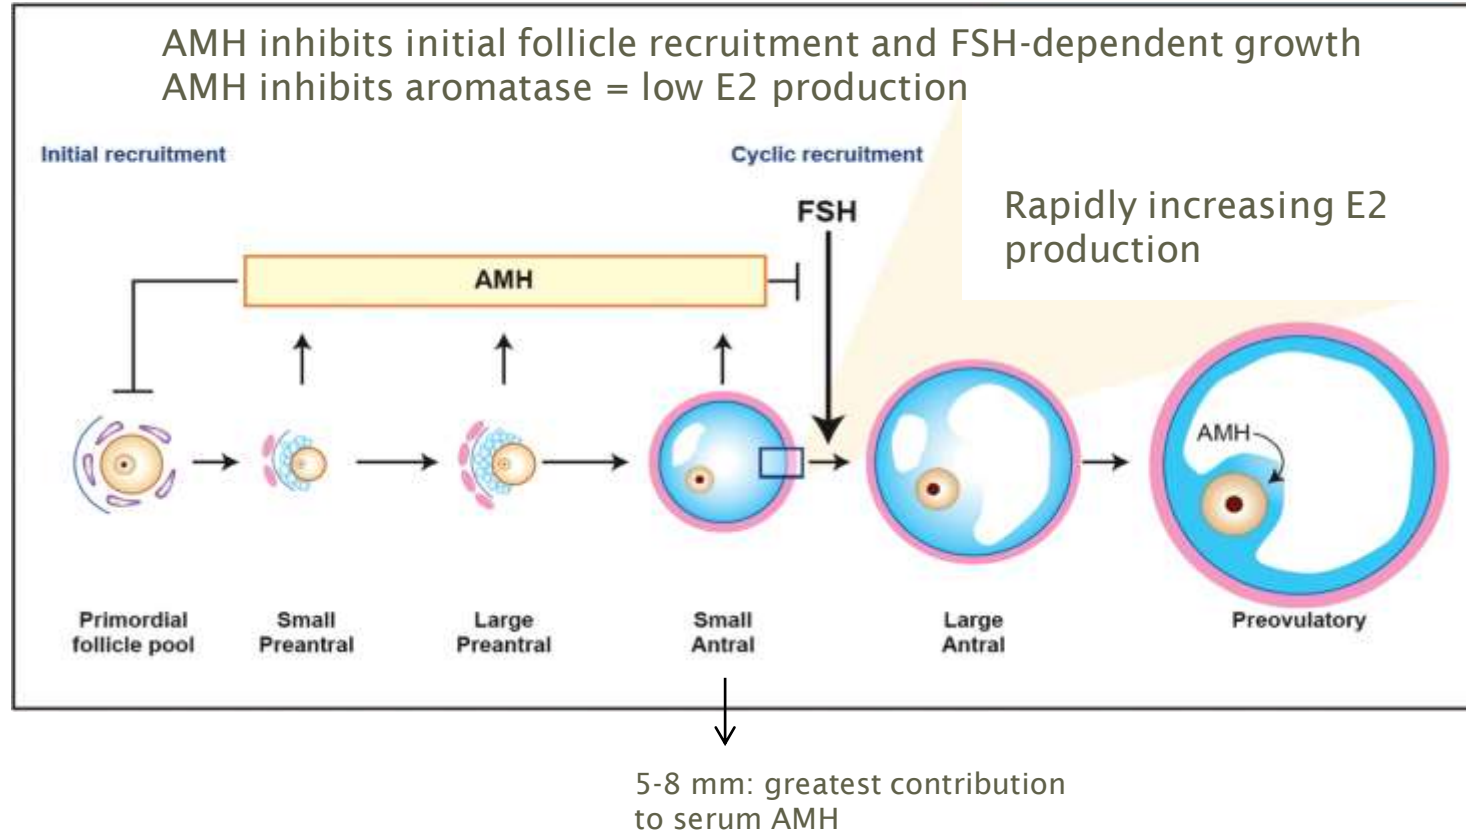 AMH inhibits initial follicle recruitment and FSH-dependent growth
AMH inhibits aromatase = low E2 production
Initial recruitment
Cyclic recruitment
FSH
Rapidly increasing E2
production
AMH
AMH
Primordial
follicle pool
Small
Preantral
Large
Preantral
Small
Antral
Large
Antral
Preovulatory
5-8 mm: greatest contribution
to serum AMH